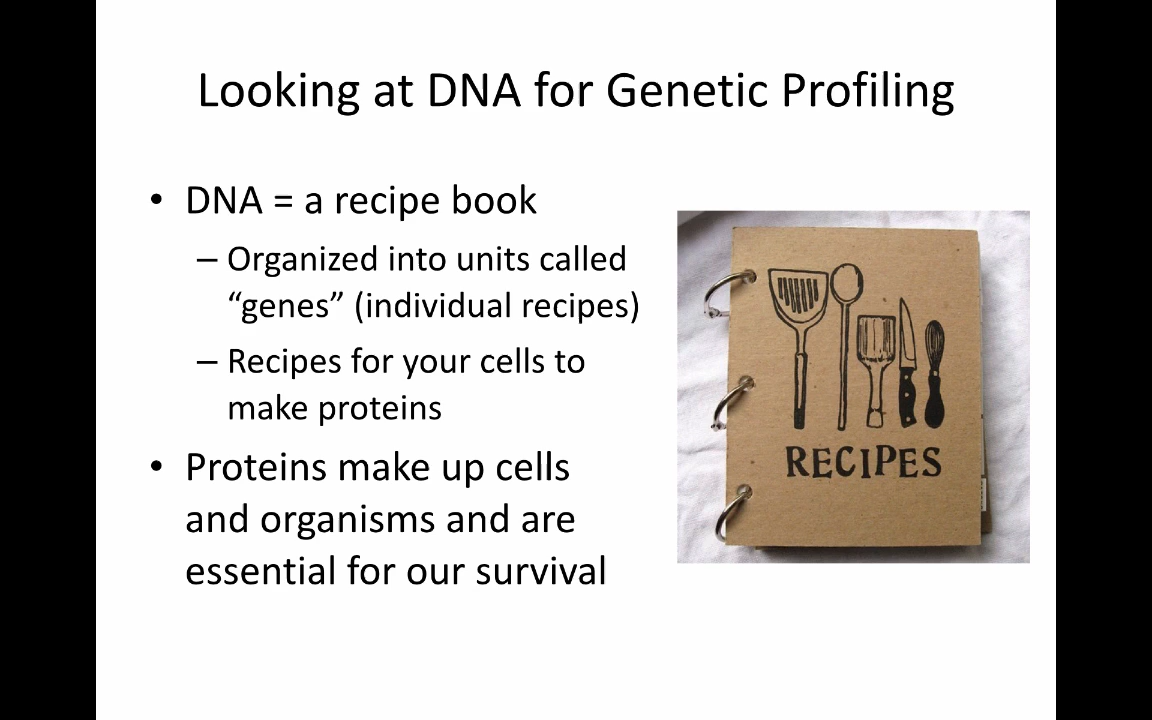 Looking at DNA for Genetic Profiling
• DNA = a recipe book
– Organized into units called
“genes” (individual recipes)
– Recipes for your cells to
make proteins
• Proteins make up cells
and organisms and are
essential for our survival
RECIPES